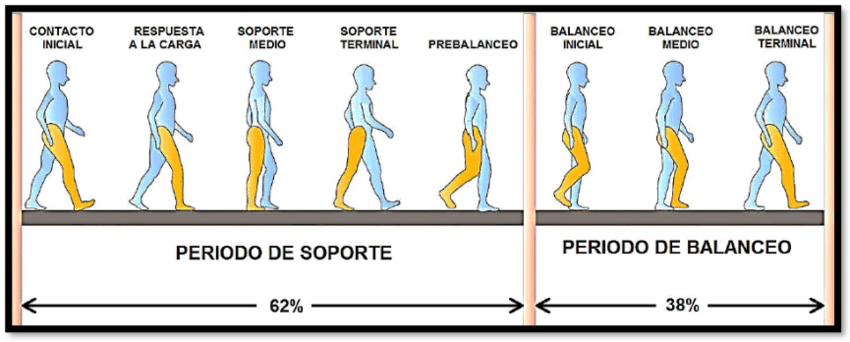 CONTACTO
INICIAL
RESPUESTA
A LA CARGA
SOPORTE
MEDIO
SOPORTE
TERMINAL
PREBALANCEO
BALANCEO
INICIAL
BALANCEO
MEDIO
BALANCEO
TERMINAL
PERIODO DE SOPORTE
PERIODO DE BALANCEO
62%
38%